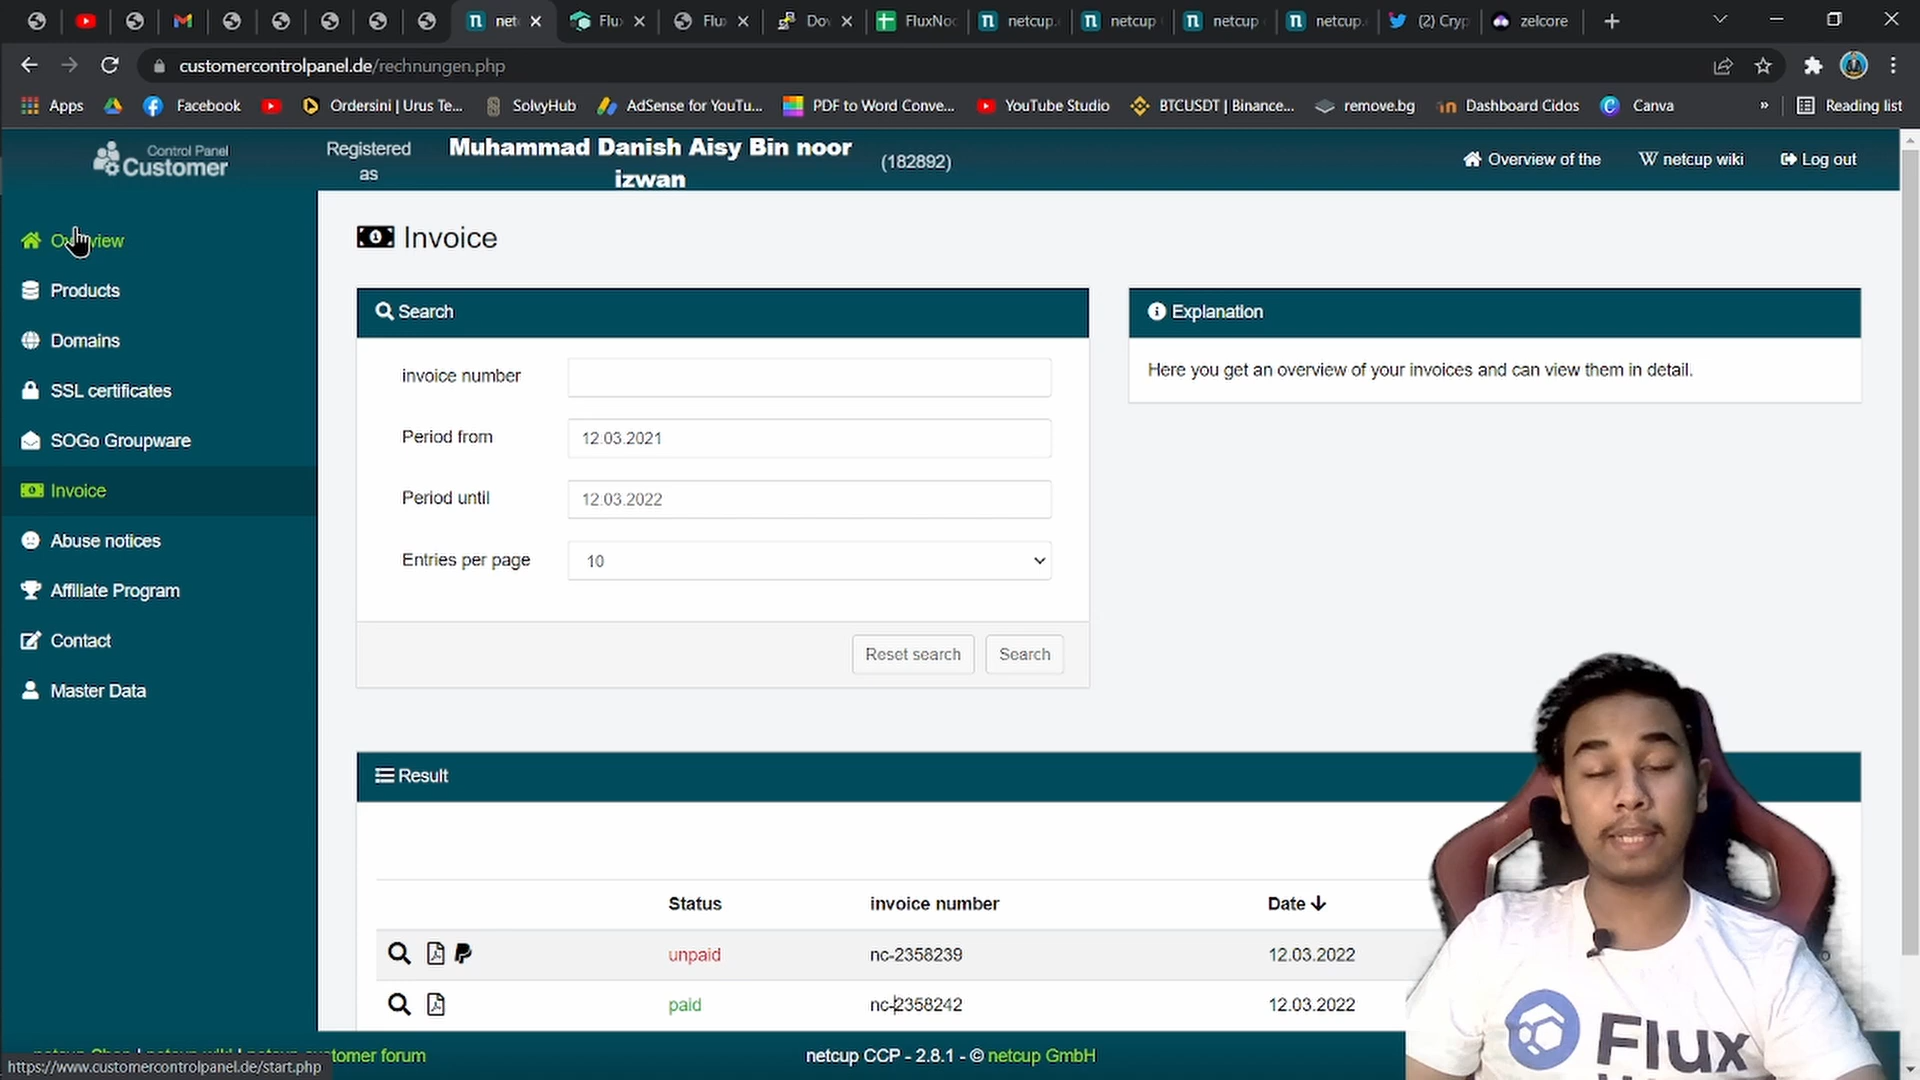 net
Flux
Flux
Dov
FluxNo
netcup.
netcup
netcup
netcup.
(2) Cryp
zelcore
customercontrolpanel.de/rechnungen.php
Apps
Facebook
Ordersini | Urus Te...
SolvyHub
AdSense for YouTu...
PDF to Word Conve...
YouTube Studio
BTCUSDT | Binance...
remove.bg
Dashboard Cidos
Canva
»
Reading list
Control Panel
Customer
Registered
as
Muhammad Danish Aisy Bin noor
izwan
(182892)
Overview of the
netcup wiki
Log out
Overview
Products
Domains
SSL certificates
SOGo Groupware
Invoice
Abuse notices
Affiliate Program
Contact
Master Data
Invoice
Search
invoice number
Period from 12.03.2021
Period until 12.03.2022
Entries per page 10
Reset search Search
Explanation
Here you get an overview of your invoices and can view them in detail.
Result
Status invoice number Date
unpaid nc-2358239 12.03.2022
paid nc-2358242 12.03.2022
customer forum
netcup CCP - 2.8.1 - © netcup GmbH
https://www.customercontrolpanel.de/start.php
Flux